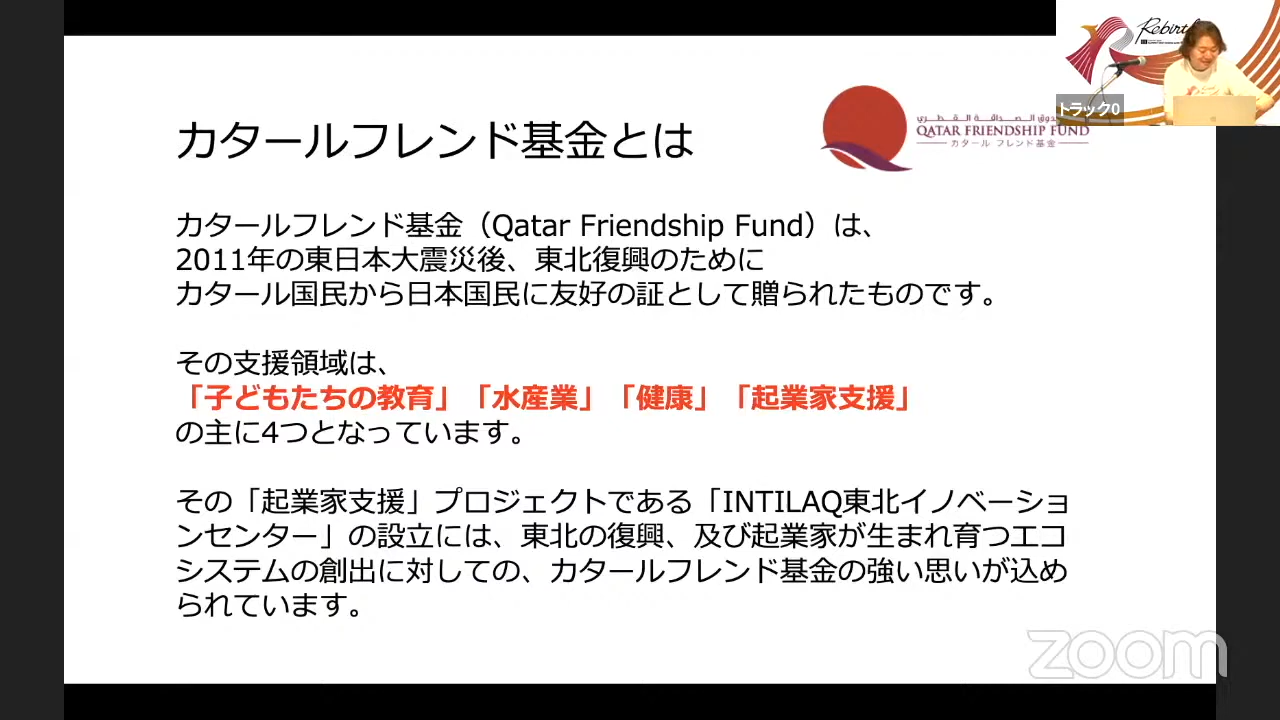 カタールフレンド基金とは
صندوق الصداقة القطري
QATAR FRIENDSHIP FUND
カタール フレンド基金
Rebirth
トラック0
カタールフレンド基金（Qatar Friendship Fund）は、
2011年の東日本大震災後、東北復興のために
カタール国民から日本国民に友好の証として贈られたものです。
その支援領域は、
「子どもたちの教育」「水産業」「健康」「起業家支援」
の主に4つとなっています。
その「起業家支援」プロジェクトである「INTILAQ東北イノベーショ
ンセンター」の設立には、東北の復興、及び起業家が生まれ育つエコ
システムの創出に対しての、カタールフレンド基金の強い思いが込め
られています。
zoom